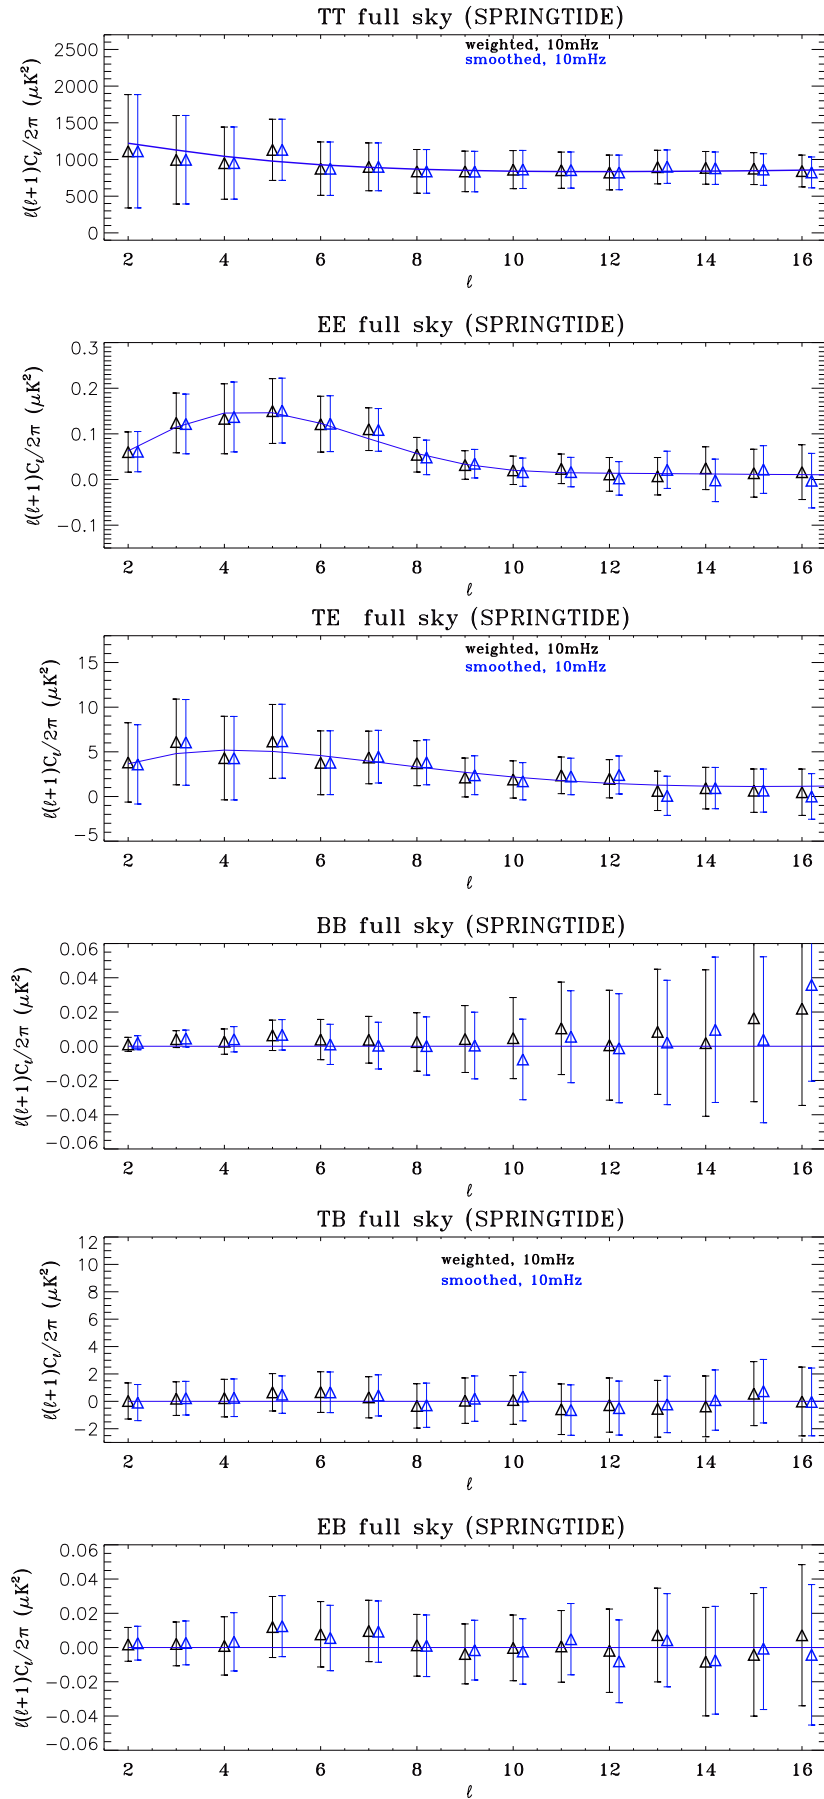 TT full sky (SPRINGTIDE)
weighted, 10mHz
smoothed, 10mHz
2500
2000
1500
1000
500
0
ℓ(ℓ+1)Cℓ/2π (μK²)
2 4 6 8 10 12 14 16
ℓ
EE full sky (SPRINGTIDE)
0.3
0.2
0.1
0.0
−0.1
ℓ(ℓ+1)Cℓ/2π (μK²)
2 4 6 8 10 12 14 16
ℓ
TE full sky (SPRINGTIDE)
weighted, 10mHz
smoothed, 10mHz
15
10
5
0
−5
ℓ(ℓ+1)Cℓ/2π (μK²)
2 4 6 8 10 12 14 16
ℓ
BB full sky (SPRINGTIDE)
0.06
0.04
0.02
0.00
−0.02
−0.04
−0.06
ℓ(ℓ+1)Cℓ/2π (μK²)
2 4 6 8 10 12 14 16
ℓ
TB full sky (SPRINGTIDE)
weighted, 10mHz
smoothed, 10mHz
12
10
8
6
4
2
0
−2
ℓ(ℓ+1)Cℓ/2π (μK²)
2 4 6 8 10 12 14 16
ℓ
EB full sky (SPRINGTIDE)
0.06
0.04
0.02
0.00
−0.02
−0.04
−0.06
ℓ(ℓ+1)Cℓ/2π (μK²)
2 4 6 8 10 12 14 16
ℓ